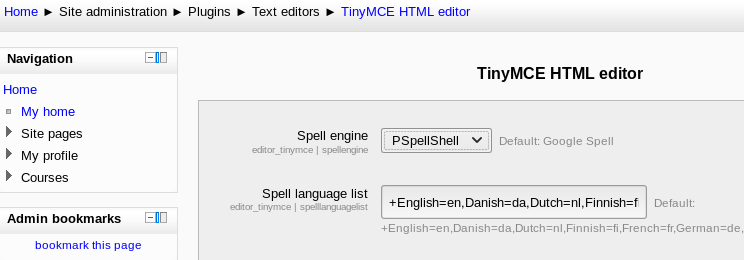 Home ► Site administration ► Plugins ► Text editors ► TinyMCE HTML editor
Navigation
Home
My home
Site pages
My profile
Courses
Admin bookmarks
bookmark this page
TinyMCE HTML editor
Spell engine
editor_tinymce | spellengine
PSpellShell
Default: Google Spell
Spell language list
editor_tinymce | spelllanguagelist
+English=en,Danish=da,Dutch=nl,Finnish=fi
Default:
+English=en,Danish=da,Dutch=nl,Finnish=fi,French=fr,German=de,